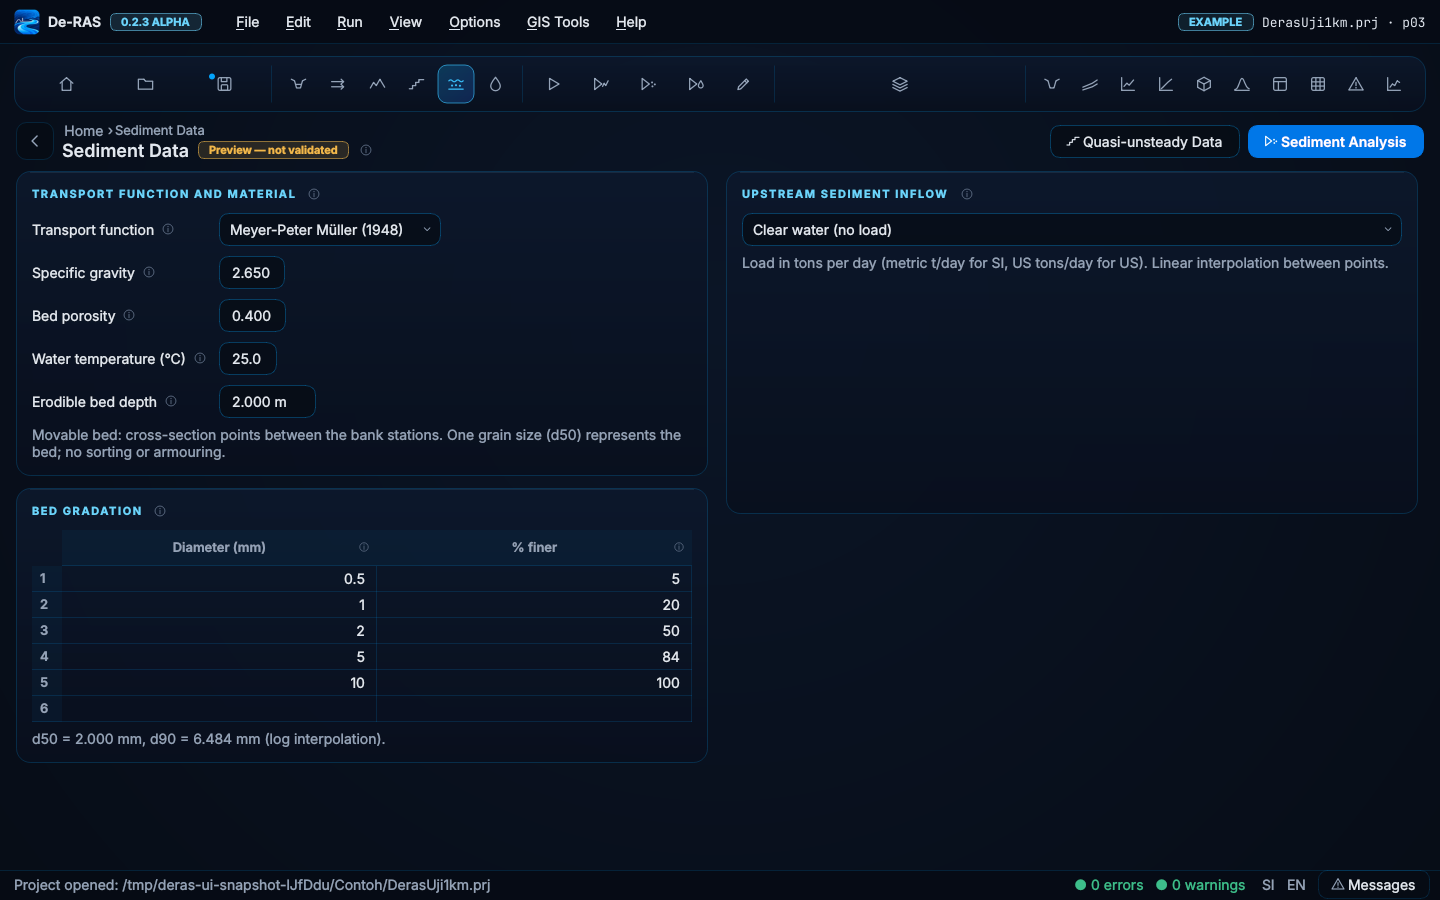 De-RAS 0.2.3 ALPHA File Edit Run View Options GIS Tools Help EXAMPLE DerasUji1km.prj · p03
Home › Sediment Data
Sediment Data Preview — not validated
Quasi-unsteady Data
Sediment Analysis
TRANSPORT FUNCTION AND MATERIAL
Transport function Meyer-Peter Müller (1948)
Specific gravity 2.650
Bed porosity 0.400
Water temperature (°C) 25.0
Erodible bed depth 2.000 m
Movable bed: cross-section points between the bank stations. One grain size (d50) represents the
bed; no sorting or armouring.
UPSTREAM SEDIMENT INFLOW
Clear water (no load)
Load in tons per day (metric t/day for SI, US tons/day for US). Linear interpolation between points.
BED GRADATION
Diameter (mm) % finer
1 0.5 5
2 1 20
3 2 50
4 5 84
5 10 100
6
d50 = 2.000 mm, d90 = 6.484 mm (log interpolation).
Project opened: /tmp/deras-ui-snapshot-IJfDdu/Contoh/DerasUji1km.prj
0 errors 0 warnings SI EN Messages